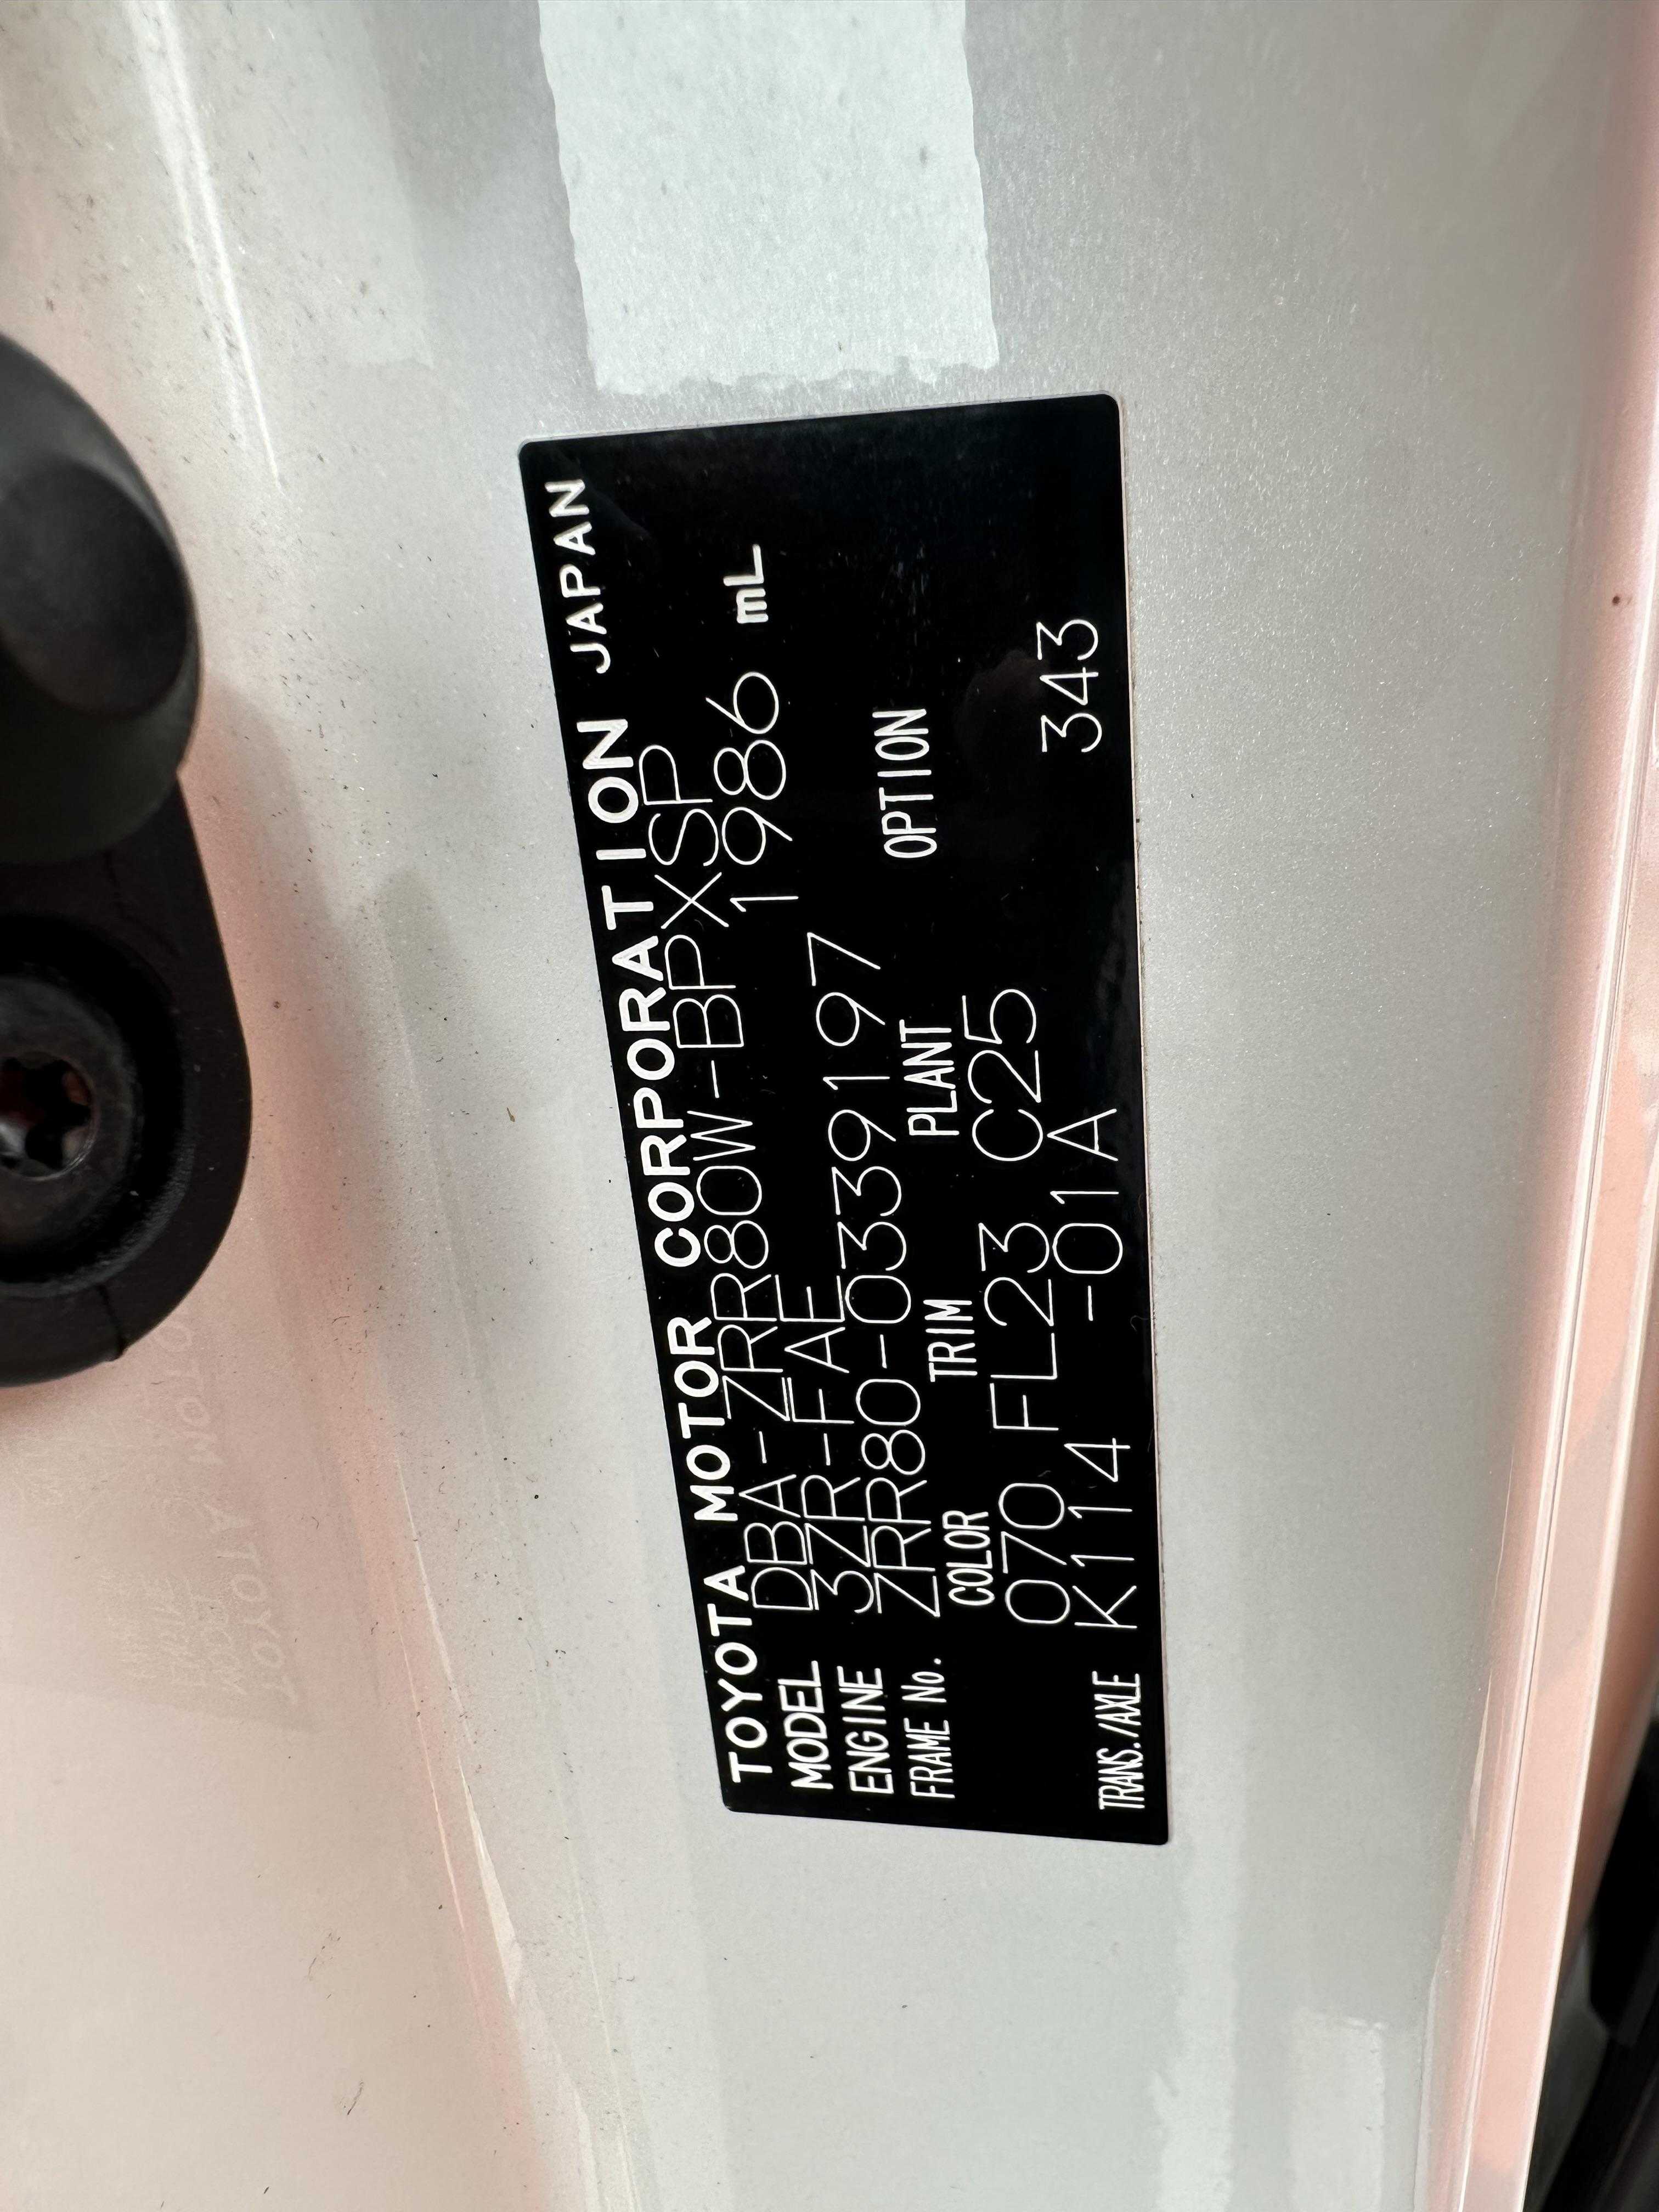 TOYOTA MOTOR CORPORATION JAPAN
MODEL DBA-ZRR80W-BPXSP
ENGINE 3ZR-FAE 1986 mL
FRAME No. ZRR80-0339197
COLOR TRIM PLANT OPTION
070 FL23 C25
TRANS./AXLE K114 -01A 343